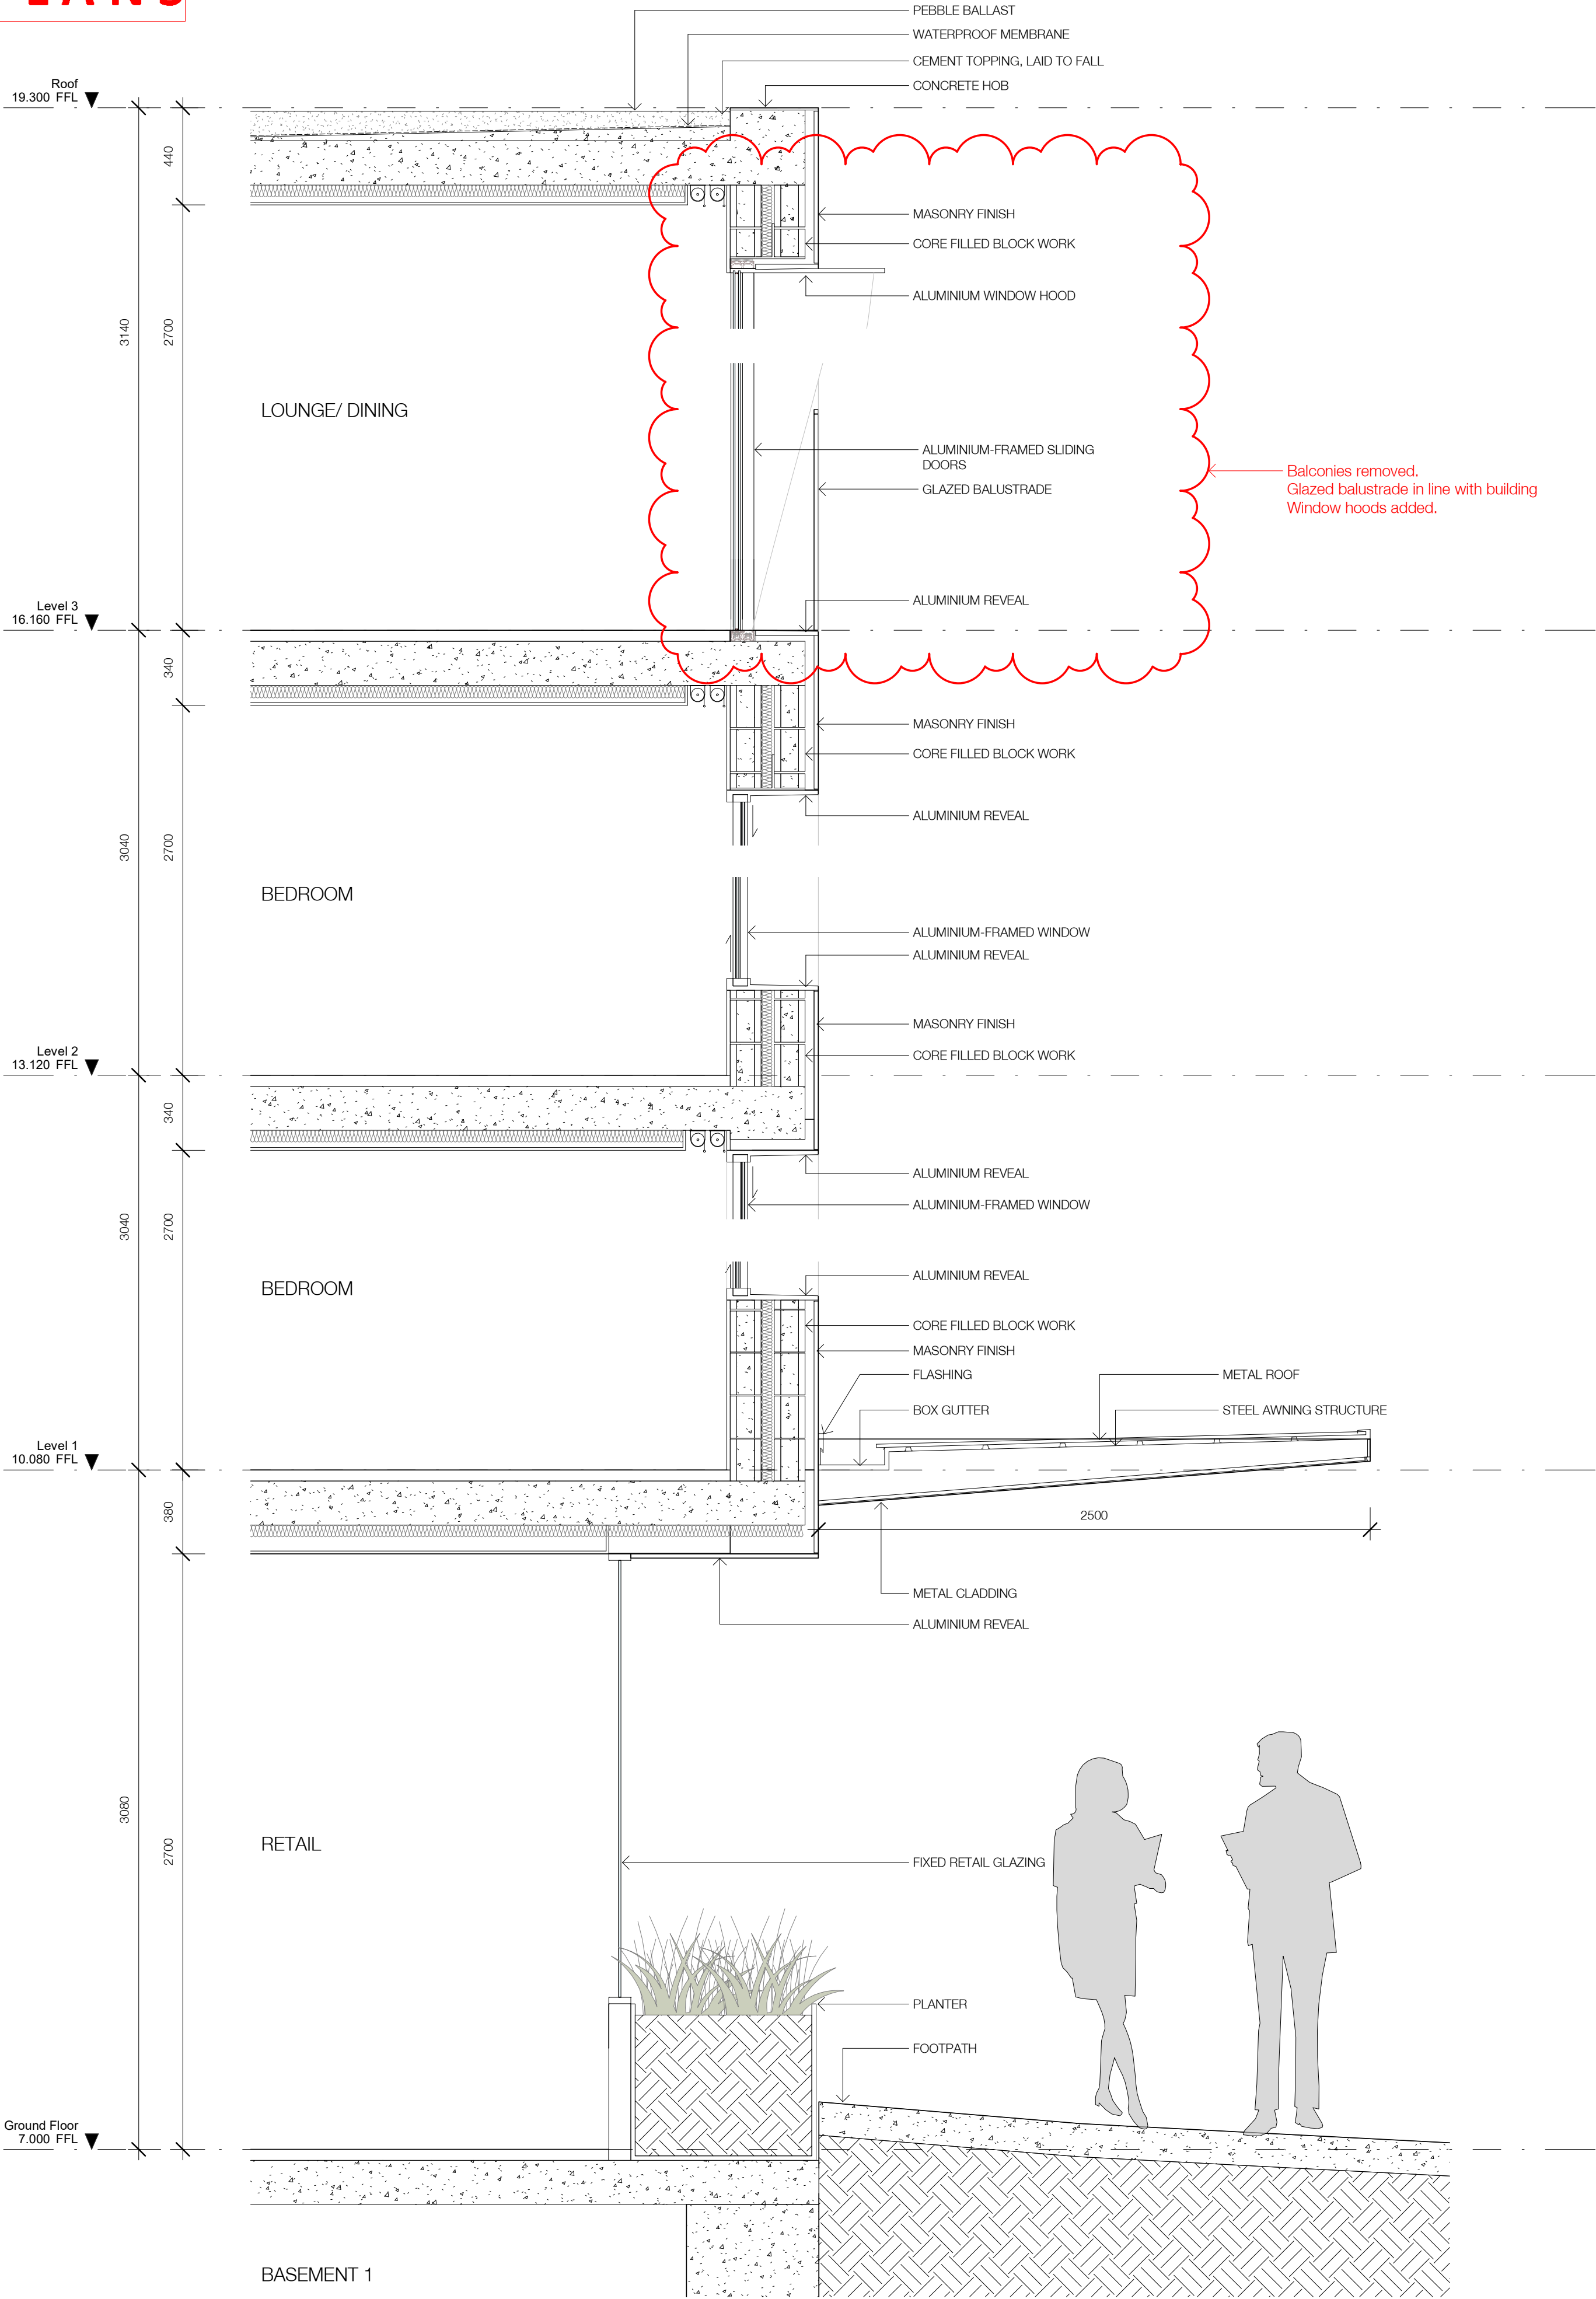 PEBBLE BALLAST
WATERPROOF MEMBRANE
CEMENT TOPPING, LAID TO FALL
CONCRETE HOB
Roof
19.300 FFL
440
MASONRY FINISH
CORE FILLED BLOCK WORK
ALUMINIUM WINDOW HOOD
3140
2700
LOUNGE/ DINING
ALUMINIUM-FRAMED SLIDING
DOORS
GLAZED BALUSTRADE
Balconies removed.
Glazed balustrade in line with building
Window hoods added.
ALUMINIUM REVEAL
Level 3
16.160 FFL
340
MASONRY FINISH
CORE FILLED BLOCK WORK
ALUMINIUM REVEAL
3040
2700
BEDROOM
ALUMINIUM-FRAMED WINDOW
ALUMINIUM REVEAL
MASONRY FINISH
CORE FILLED BLOCK WORK
Level 2
13.120 FFL
340
ALUMINIUM REVEAL
ALUMINIUM-FRAMED WINDOW
3040
2700
BEDROOM
ALUMINIUM REVEAL
CORE FILLED BLOCK WORK
MASONRY FINISH
FLASHING
METAL ROOF
BOX GUTTER
STEEL AWNING STRUCTURE
Level 1
10.080 FFL
380
2500
METAL CLADDING
ALUMINIUM REVEAL
3080
2700
RETAIL
FIXED RETAIL GLAZING
PLANTER
FOOTPATH
Ground Floor
7.000 FFL
BASEMENT 1